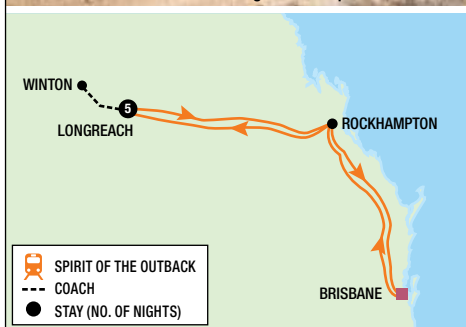 WINTON
5
LONGREACH
ROCKHAMPTON
BRISBANE
SPIRIT OF THE OUTBACK
COACH
STAY (NO. OF NIGHTS)